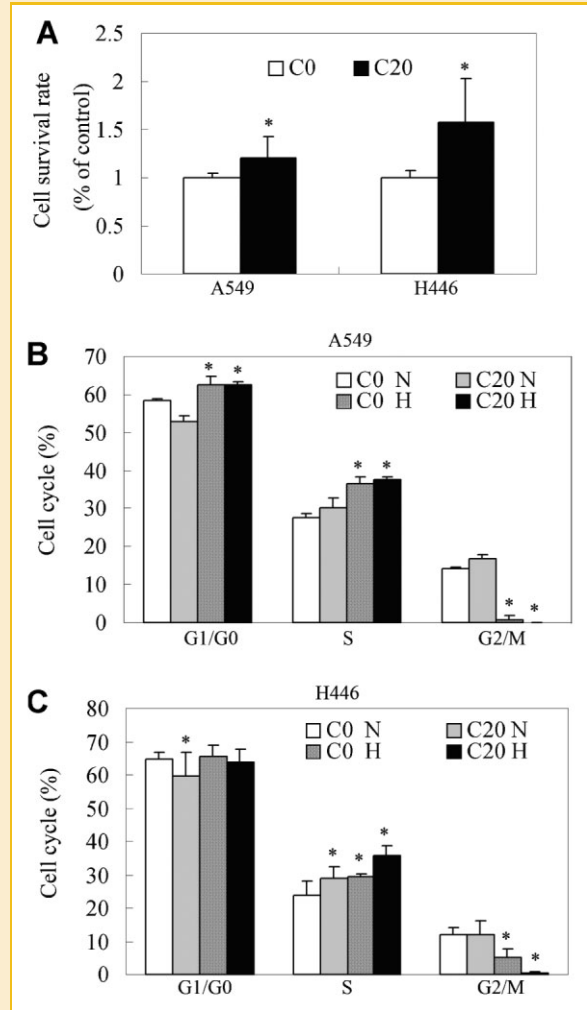 A
Cell survival rate
(% of control)
2.5
2
1.5
1
0.5
0
C0 C20
*
*
A549 H446
B
A549
Cell cycle (%)
70
60
50
40
30
20
10
0
C0 N C20 N
C0 H C20 H
* *
* *
* *
G1/G0 S G2/M
C
H446
Cell cycle (%)
80
70
60
50
40
30
20
10
0
C0 N C20 N
C0 H C20 H
*
* * *
* *
G1/G0 S G2/M